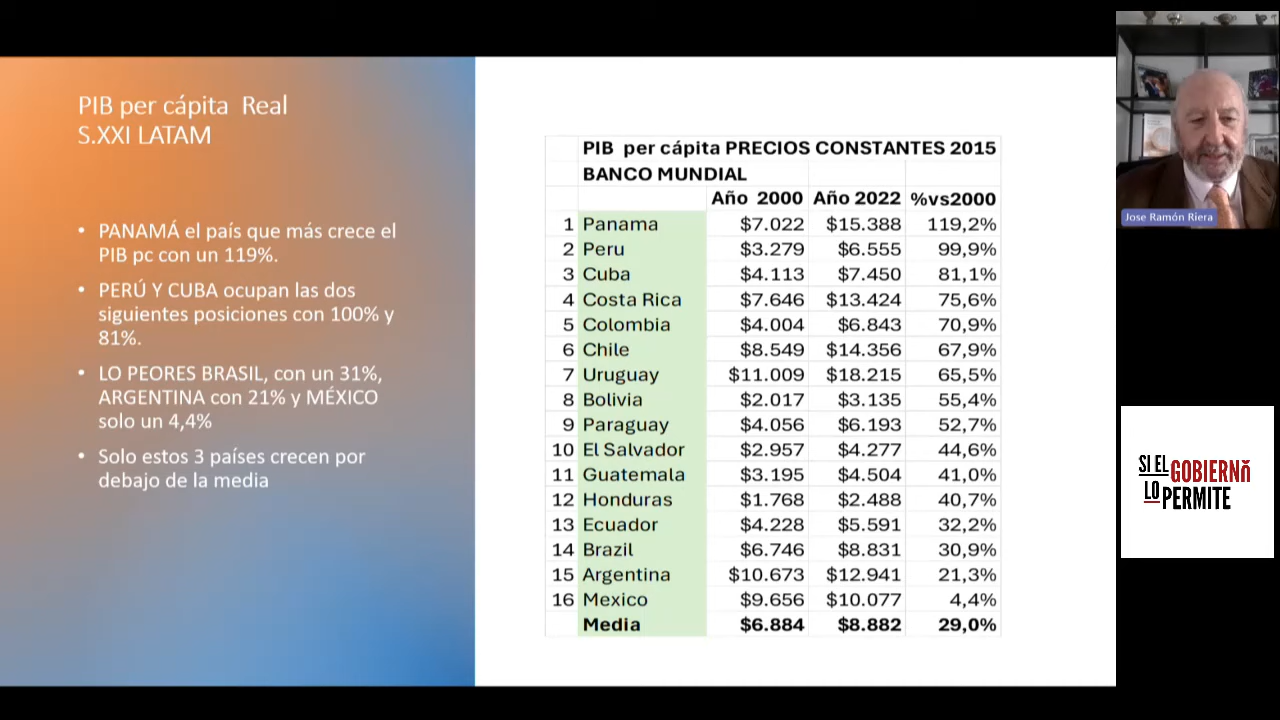 PIB per cápita Real
S.XXI LATAM
• PANAMÁ el país que más crece el
PIB pc con un 119%.
• PERÚ Y CUBA ocupan las dos
siguientes posiciones con 100% y
81%.
• LO PEORES BRASIL, con un 31%,
ARGENTINA con 21% y MÉXICO
solo un 4,4%
• Solo estos 3 países crecen por
debajo de la media
PIB per cápita PRECIOS CONSTANTES 2015
BANCO MUNDIAL
Año 2000 Año 2022 %vs2000
1 Panama $7.022 $15.388 119,2%
2 Peru $3.279 $6.555 99,9%
3 Cuba $4.113 $7.450 81,1%
4 Costa Rica $7.646 $13.424 75,6%
5 Colombia $4.004 $6.843 70,9%
6 Chile $8.549 $14.356 67,9%
7 Uruguay $11.009 $18.215 65,5%
8 Bolivia $2.017 $3.135 55,4%
9 Paraguay $4.056 $6.193 52,7%
10 El Salvador $2.957 $4.277 44,6%
11 Guatemala $3.195 $4.504 41,0%
12 Honduras $1.768 $2.488 40,7%
13 Ecuador $4.228 $5.591 32,2%
14 Brazil $6.746 $8.831 30,9%
15 Argentina $10.673 $12.941 21,3%
16 Mexico $9.656 $10.077 4,4%
Media $6.884 $8.882 29,0%
Jose Ramón Riera
SI EL GOBIERNO
LO PERMITE